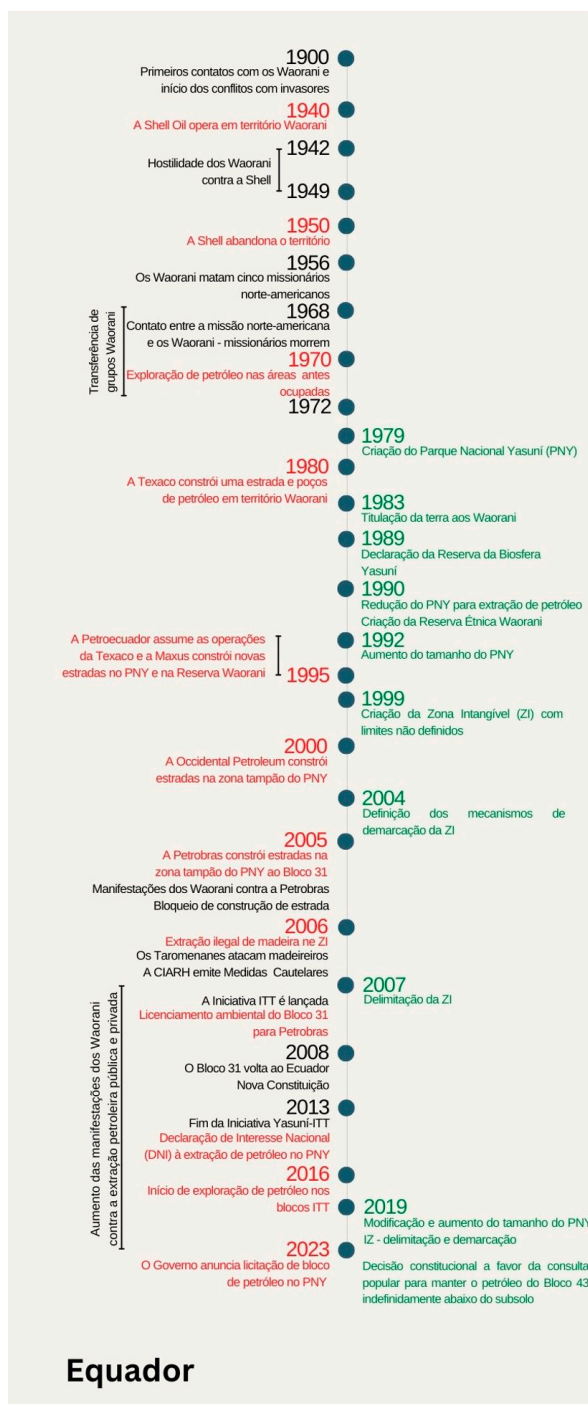 1900
Primeiros contatos com os Waorani e
início dos conflitos com invasores
1940
A Shell Oil opera em território Waorani
1942
Hostilidade dos Waorani
contra a Shell
1949
1950
A Shell abandona o território
1956
Os Waorani matam cinco missionários
norte-americanos
1968
Contato entre a missão norte-americana
e os Waorani - missionários morrem
Transferência de
grupos Waorani
1970
Exploração de petróleo nas áreas antes
ocupadas
1972
1979
Criação do Parque Nacional Yasuní (PNY)
1980
A Texaco constrói uma estrada e poços
de petróleo em território Waorani
1983
Titulação da terra aos Waorani
1989
Declaração da Reserva da Biosfera
Yasuní
1990
Redução do PNY para extração de petróleo
Criação da Reserva Étnica Waorani
1992
Aumento do tamanho do PNY
A Petroecuador assume as operações
da Texaco e a Maxus constrói novas
estradas no PNY e na Reserva Waorani
1995
1999
Criação da Zona Intangível (ZI) com
limites não definidos
2000
A Occidental Petroleum constrói
estradas na zona tampão do PNY
2004
Definição dos mecanismos de
demarcação da ZI
2005
A Petrobras constrói estradas na
zona tampão do PNY ao Bloco 31
Manifestações dos Waorani contra a Petrobras
Bloqueio de construção de estrada
2006
Extração ilegal de madeira ne ZI
Os Taromenanes atacam madeireiros
A CIARH emite Medidas Cautelares
2007
Delimitação da ZI
A Iniciativa ITT é lançada
Licenciamento ambiental do Bloco 31
para Petrobras
Aumento das manifestações dos Waorani
contra a extração petroleira pública e privada
2008
O Bloco 31 volta ao Ecuador
Nova Constituição
2013
Fim da Iniciativa Yasuní-ITT
Declaração de Interesse Nacional
(DNI) à extração de petróleo no PNY
2016
Início de exploração de petróleo nos
blocos ITT
2019
Modificação e aumento do tamanho do PNY
IZ - delimitação e demarcação
2023
O Governo anuncia licitação de bloco
de petróleo no PNY
Decisão constitucional a favor da consulta
popular para manter o petróleo do Bloco 43
indefinidamente abaixo do subsolo
Equador